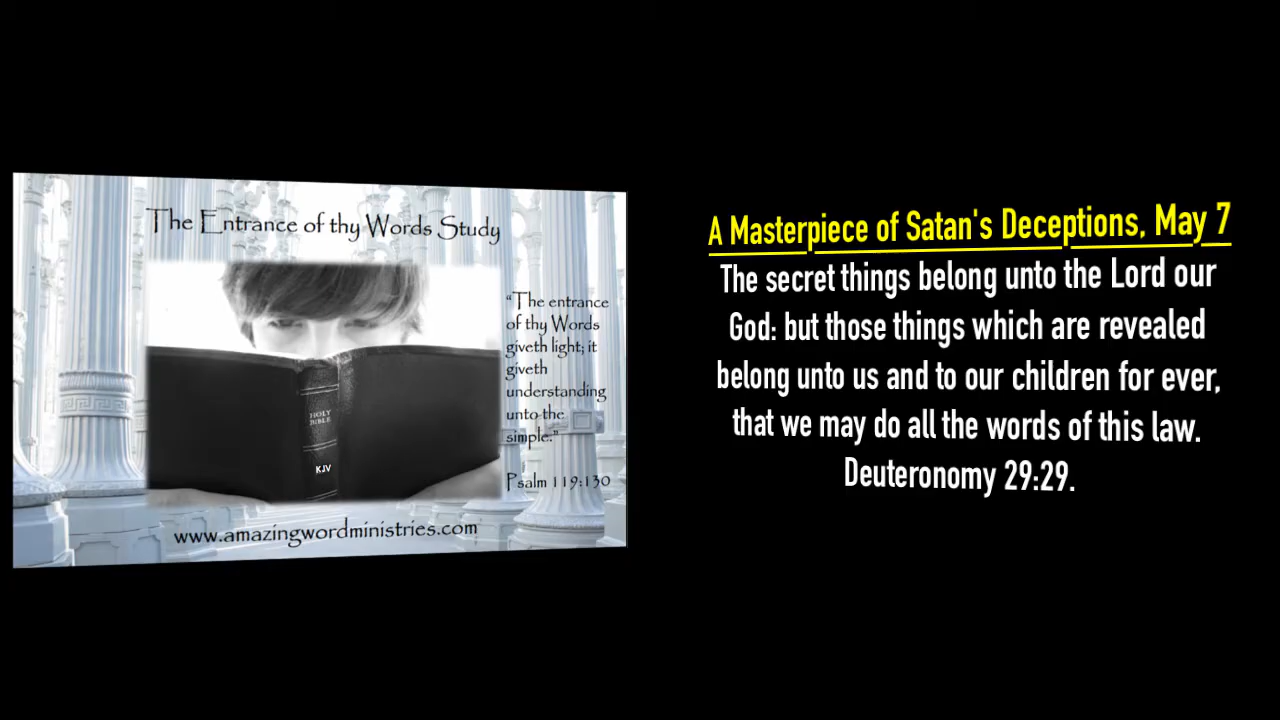 The Entrance of thy Words Study
HOLY
BIBLE
KJV
“The entrance
of thy Words
giveth light; it
giveth
understanding
unto the
simple.”
Psalm 119:130
www.amazingwordministries.com
A Masterpiece of Satan's Deceptions, May 7
The secret things belong unto the Lord our
God: but those things which are revealed
belong unto us and to our children for ever,
that we may do all the words of this law.
Deuteronomy 29:29.